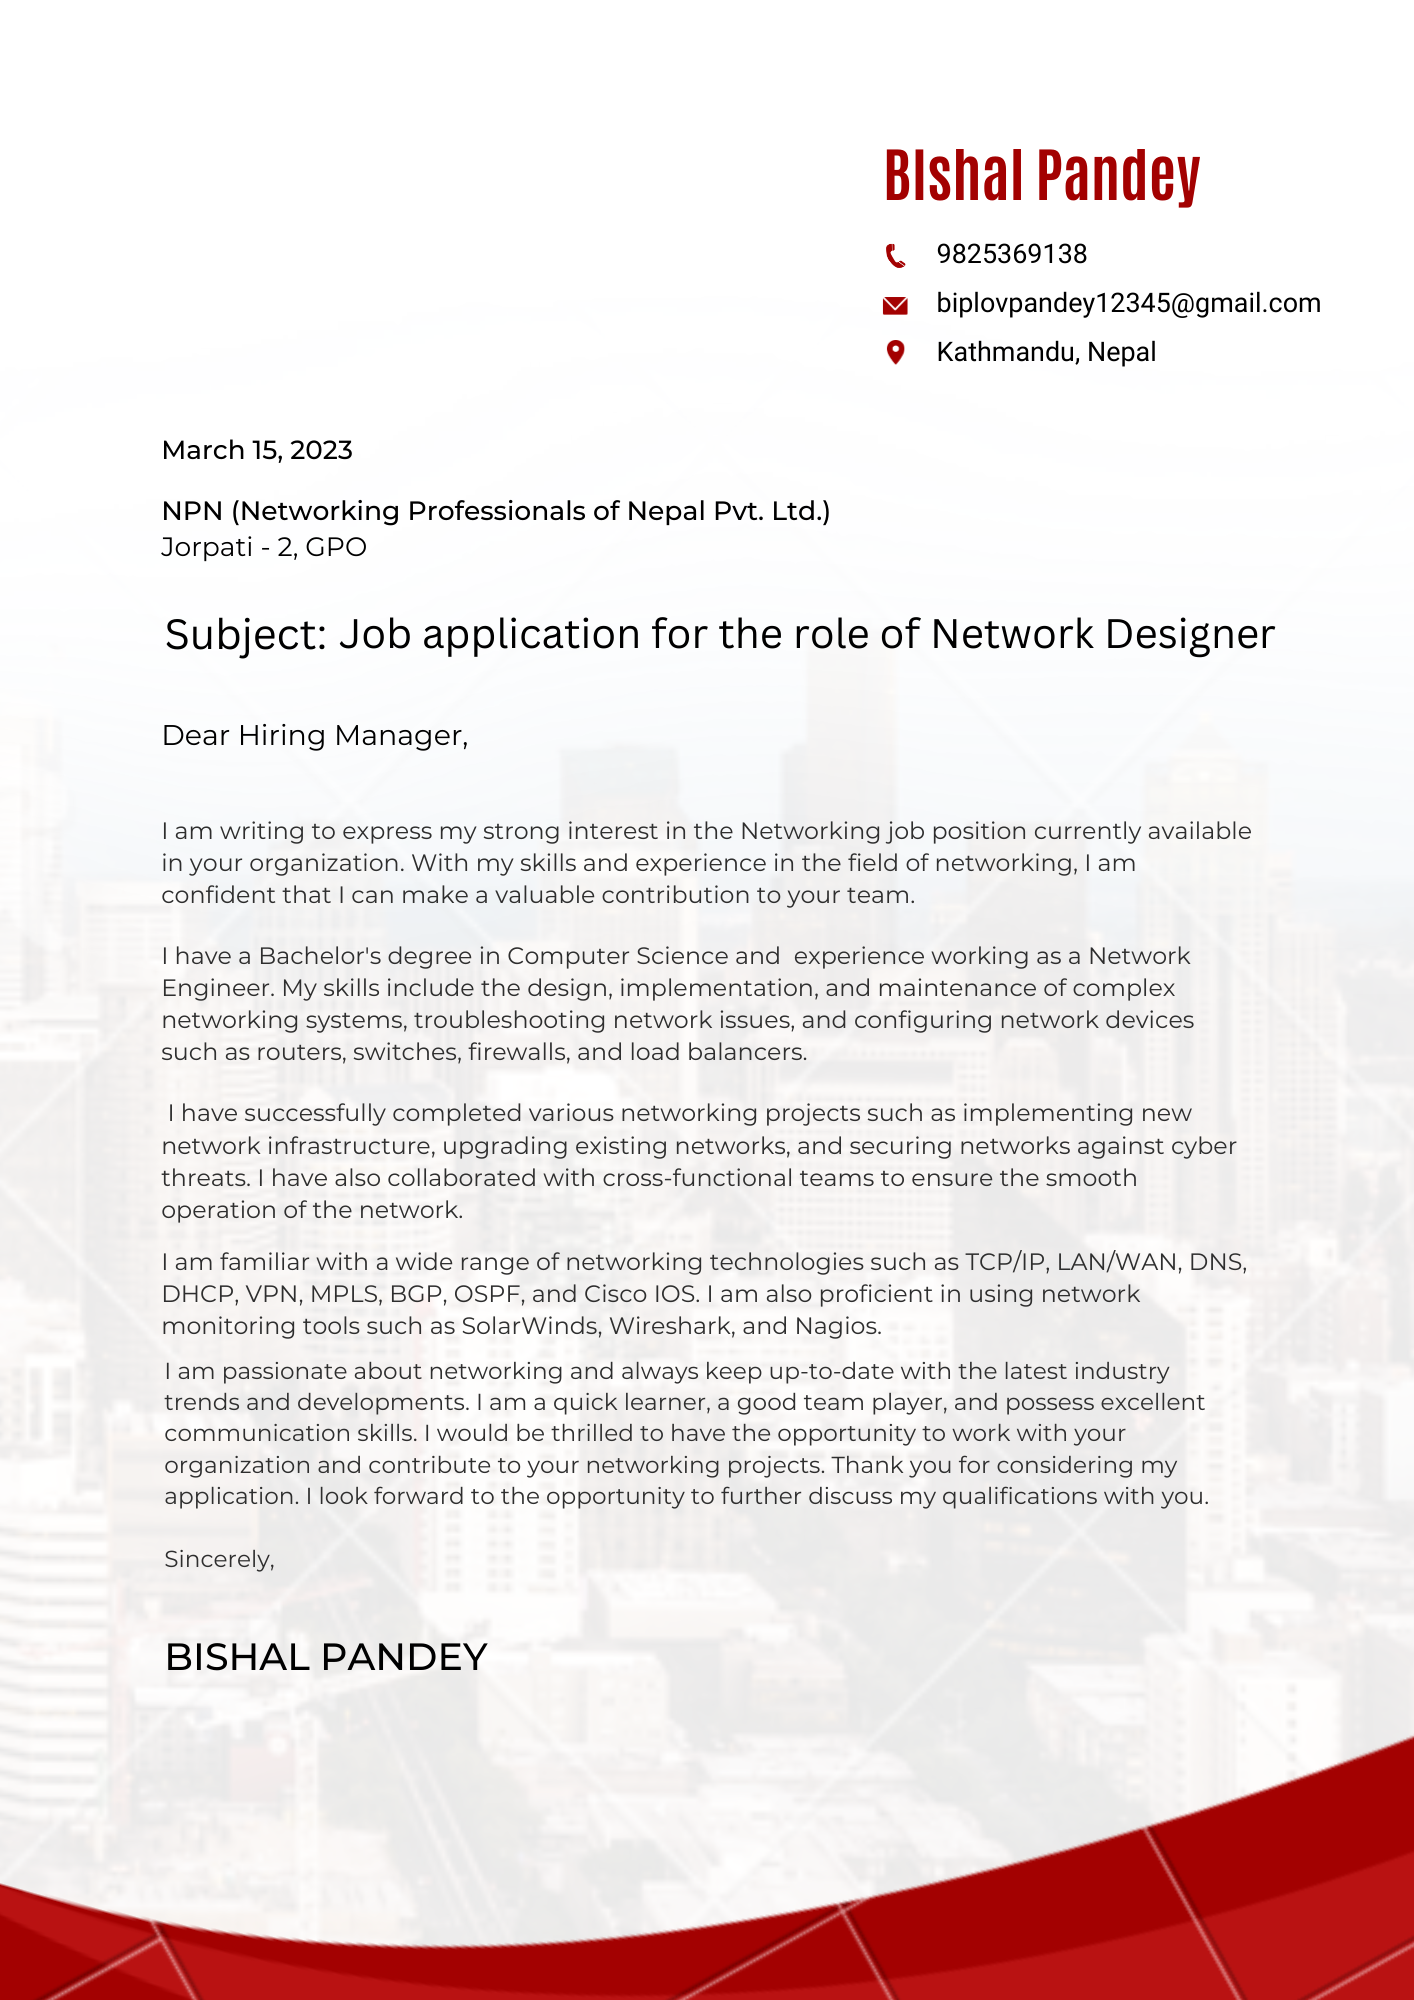 BIshal Pandey
9825369138
biplovpandey12345@gmail.com
Kathmandu, Nepal
March 15, 2023
NPN (Networking Professionals of Nepal Pvt. Ltd.)
Jorpati - 2, GPO
Subject: Job application for the role of Network Designer
Dear Hiring Manager,
I am writing to express my strong interest in the Networking job position currently available
in your organization. With my skills and experience in the field of networking, I am
confident that I can make a valuable contribution to your team.
I have a Bachelor's degree in Computer Science and  experience working as a Network
Engineer. My skills include the design, implementation, and maintenance of complex
networking systems, troubleshooting network issues, and configuring network devices
such as routers, switches, firewalls, and load balancers.
I have successfully completed various networking projects such as implementing new
network infrastructure, upgrading existing networks, and securing networks against cyber
threats. I have also collaborated with cross-functional teams to ensure the smooth
operation of the network.
I am familiar with a wide range of networking technologies such as TCP/IP, LAN/WAN, DNS,
DHCP, VPN, MPLS, BGP, OSPF, and Cisco IOS. I am also proficient in using network
monitoring tools such as SolarWinds, Wireshark, and Nagios.
I am passionate about networking and always keep up-to-date with the latest industry
trends and developments. I am a quick learner, a good team player, and possess excellent
communication skills. I would be thrilled to have the opportunity to work with your
organization and contribute to your networking projects. Thank you for considering my
application. I look forward to the opportunity to further discuss my qualifications with you.
Sincerely,
BISHAL PANDEY